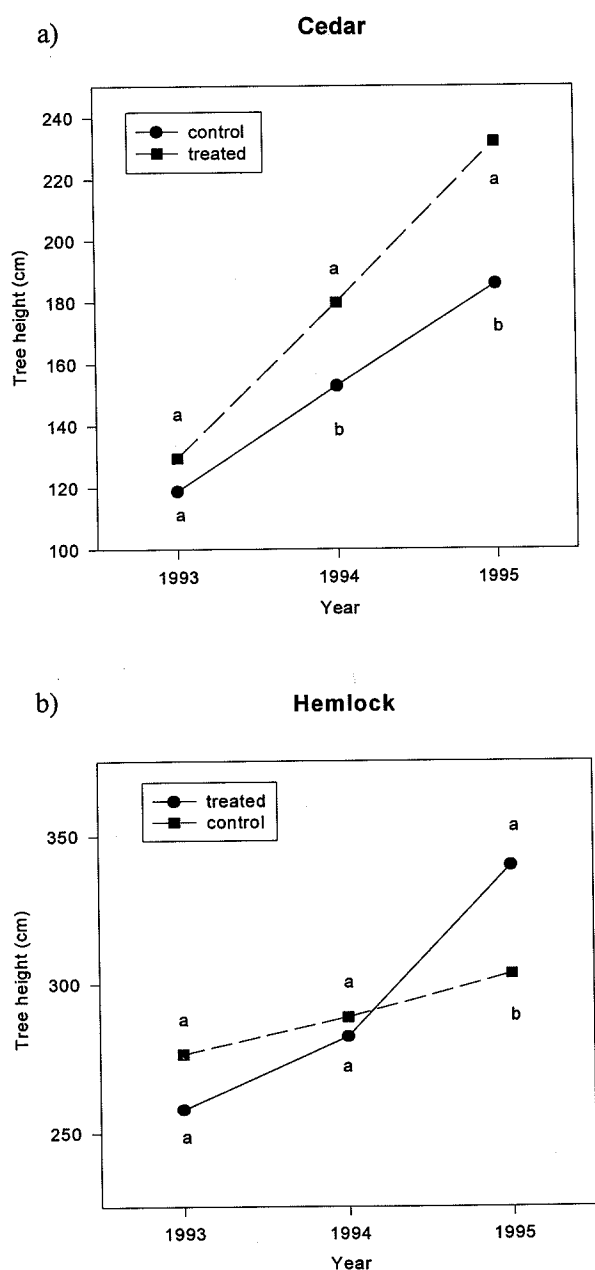 a)
Cedar
control
treated
240
220
200
180
160
140
120
100
Tree height (cm)
a
a
a
a
b
b
1993
1994
1995
Year
b)
Hemlock
treated
control
350
300
250
Tree height (cm)
a
a
a
a
a
b
1993
1994
1995
Year